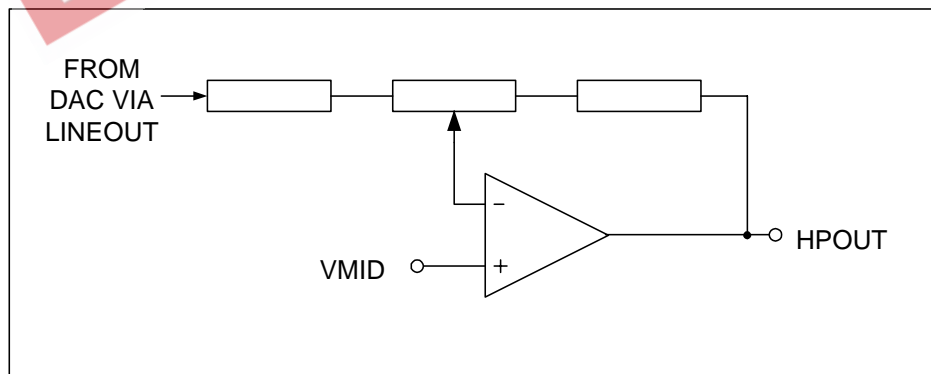 FROM
DAC VIA
LINEOUT
−
+
VMID
HPOUT